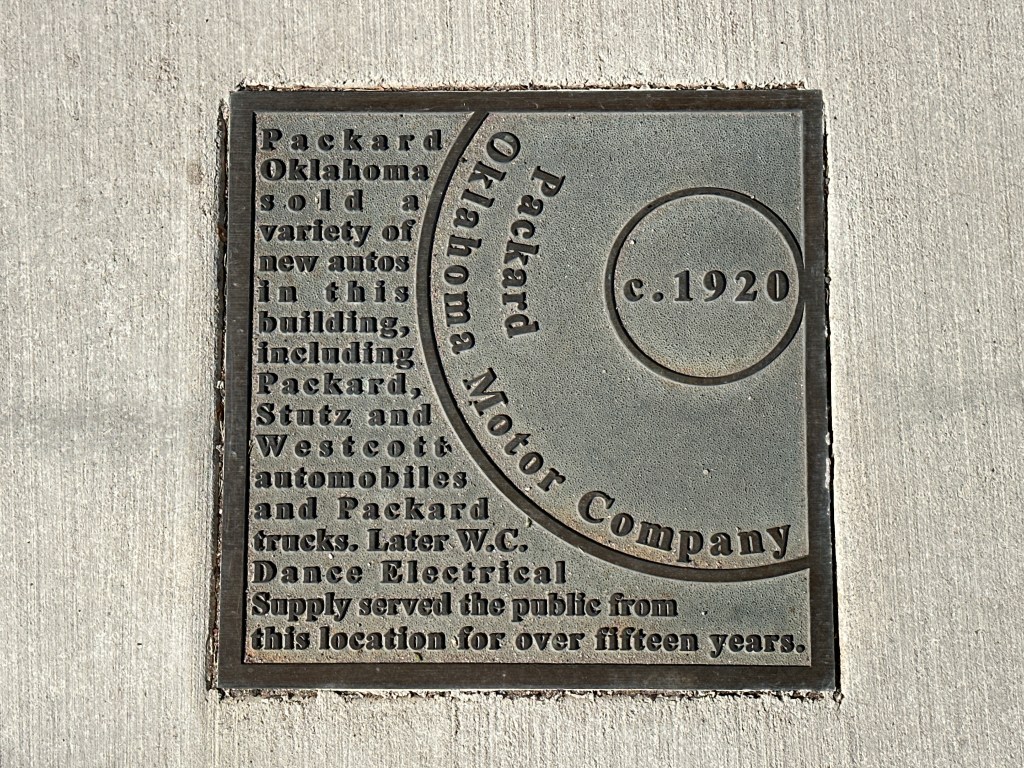 Packard
Oklahoma
sold a
variety of
new autos
in this
building,
including
Packard,
Stutz and
Westcott
automobiles
and Packard
trucks. Later W.C.
Dance Electrical
Supply served the public from
this location for over fifteen years.
Packard
Oklahoma Motor Company
c.1920